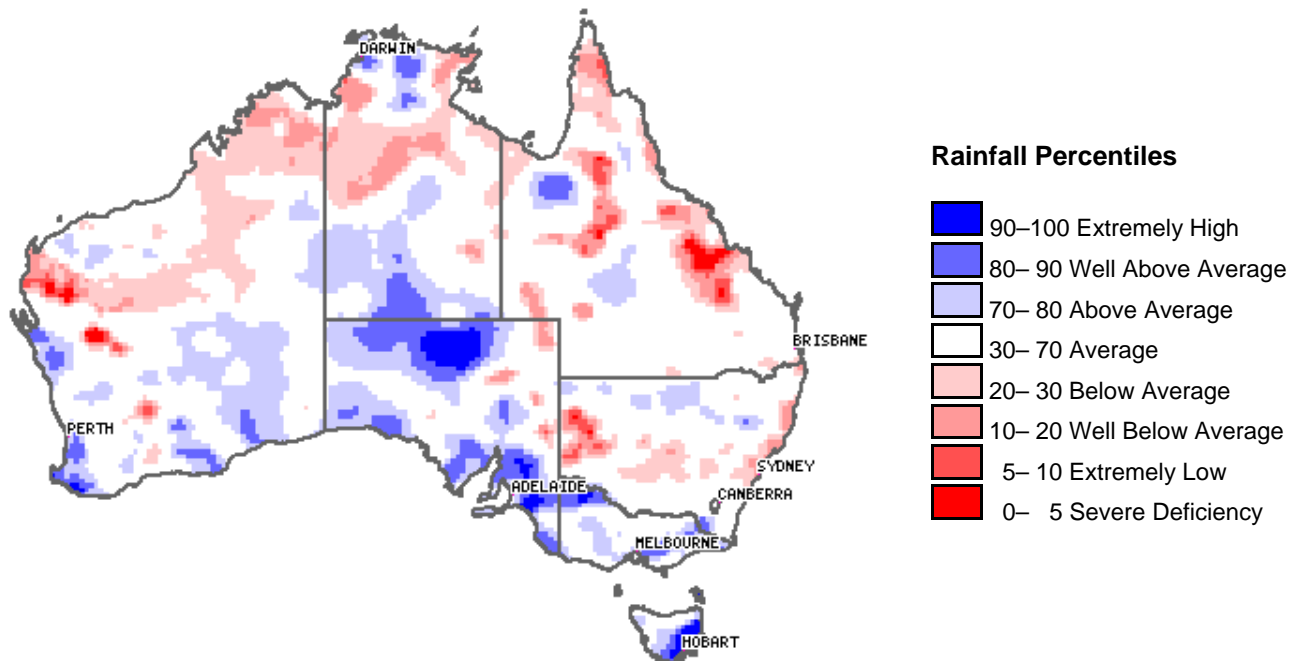 DARWIN
Rainfall Percentiles
90–100 Extremely High
80– 90 Well Above Average
70– 80 Above Average
30– 70 Average
20– 30 Below Average
10– 20 Well Below Average
5– 10 Extremely Low
0– 5 Severe Deficiency
BRISBANE
PERTH
SYDNEY
ADELAIDE
CANBERRA
MELBOURNE
HOBART